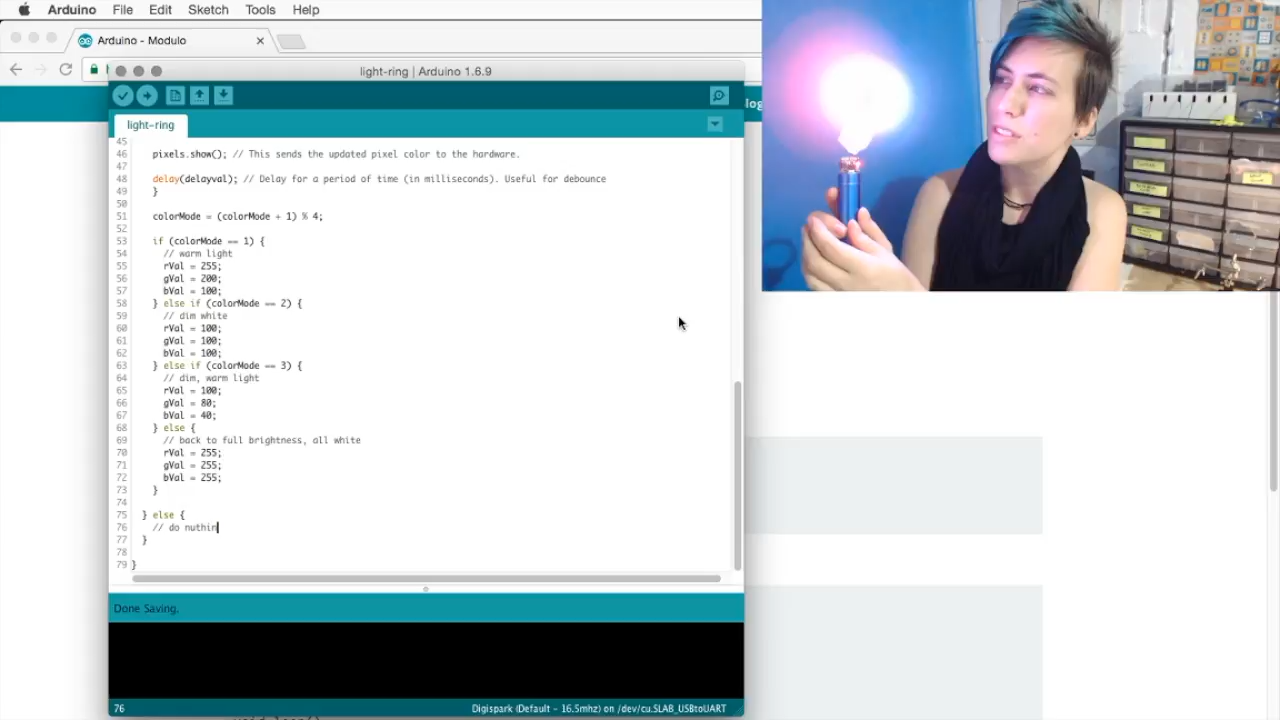 Arduino File Edit Sketch Tools Help
Arduino - Modulo
light-ring | Arduino 1.6.9
log
light-ring
45
46 pixels.show(); // This sends the updated pixel color to the hardware.
47
48 delay(delayval); // Delay for a period of time (in milliseconds). Useful for debounce
49 }
50
51 colorMode = (colorMode + 1) % 4;
52
53 if (colorMode == 1) {
54 // warm light
55 rVal = 255;
56 gVal = 200;
57 bVal = 100;
58 } else if (colorMode == 2) {
59 // dim white
60 rVal = 100;
61 gVal = 100;
62 bVal = 100;
63 } else if (colorMode == 3) {
64 // dim, warm light
65 rVal = 100;
66 gVal = 80;
67 bVal = 40;
68 } else {
69 // back to full brightness, all white
70 rVal = 255;
71 gVal = 255;
72 bVal = 255;
73 }
74
75 } else {
76 // do nuthin
77 }
78
79 }
Done Saving.
76 Digispark (Default - 16.5mhz) on /dev/cu.SLAB_USBtoUART